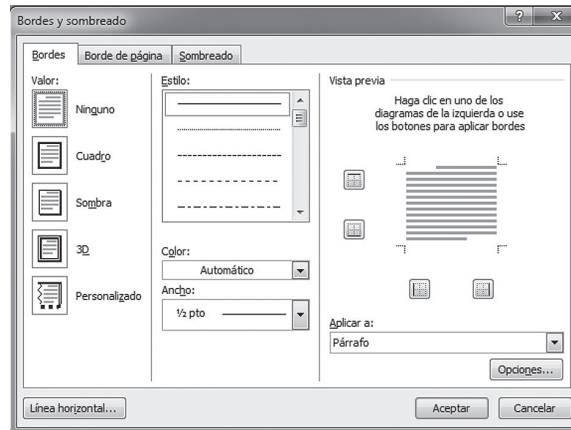 Bordes y sombreado
Bordes
Borde de página
Sombreado
Valor:
Ninguno
Cuadro
Sombra
3D
Personalizado
Estilo:
Color:
Automático
Ancho:
½ pto
Vista previa
Haga clic en uno de los
diagramas de la izquierda o use
los botones para aplicar bordes
Aplicar a:
Párrafo
Opciones...
Línea horizontal...
Aceptar
Cancelar